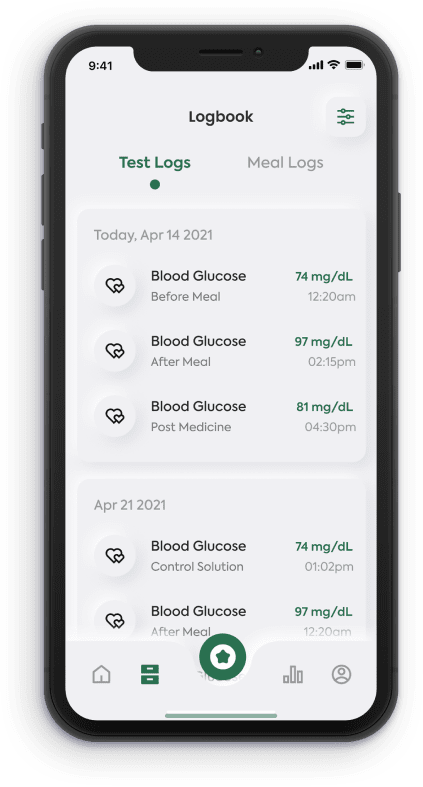 9:41
Logbook
Test Logs Meal Logs
Today, Apr 14 2021
Blood Glucose 74 mg/dL
Before Meal 12:20am
Blood Glucose 97 mg/dL
After Meal 02:15pm
Blood Glucose 81 mg/dL
Post Medicine 04:30pm
Apr 21 2021
Blood Glucose 74 mg/dL
Control Solution 01:02pm
Blood Glucose 97 mg/dL
After Meal 12:20am